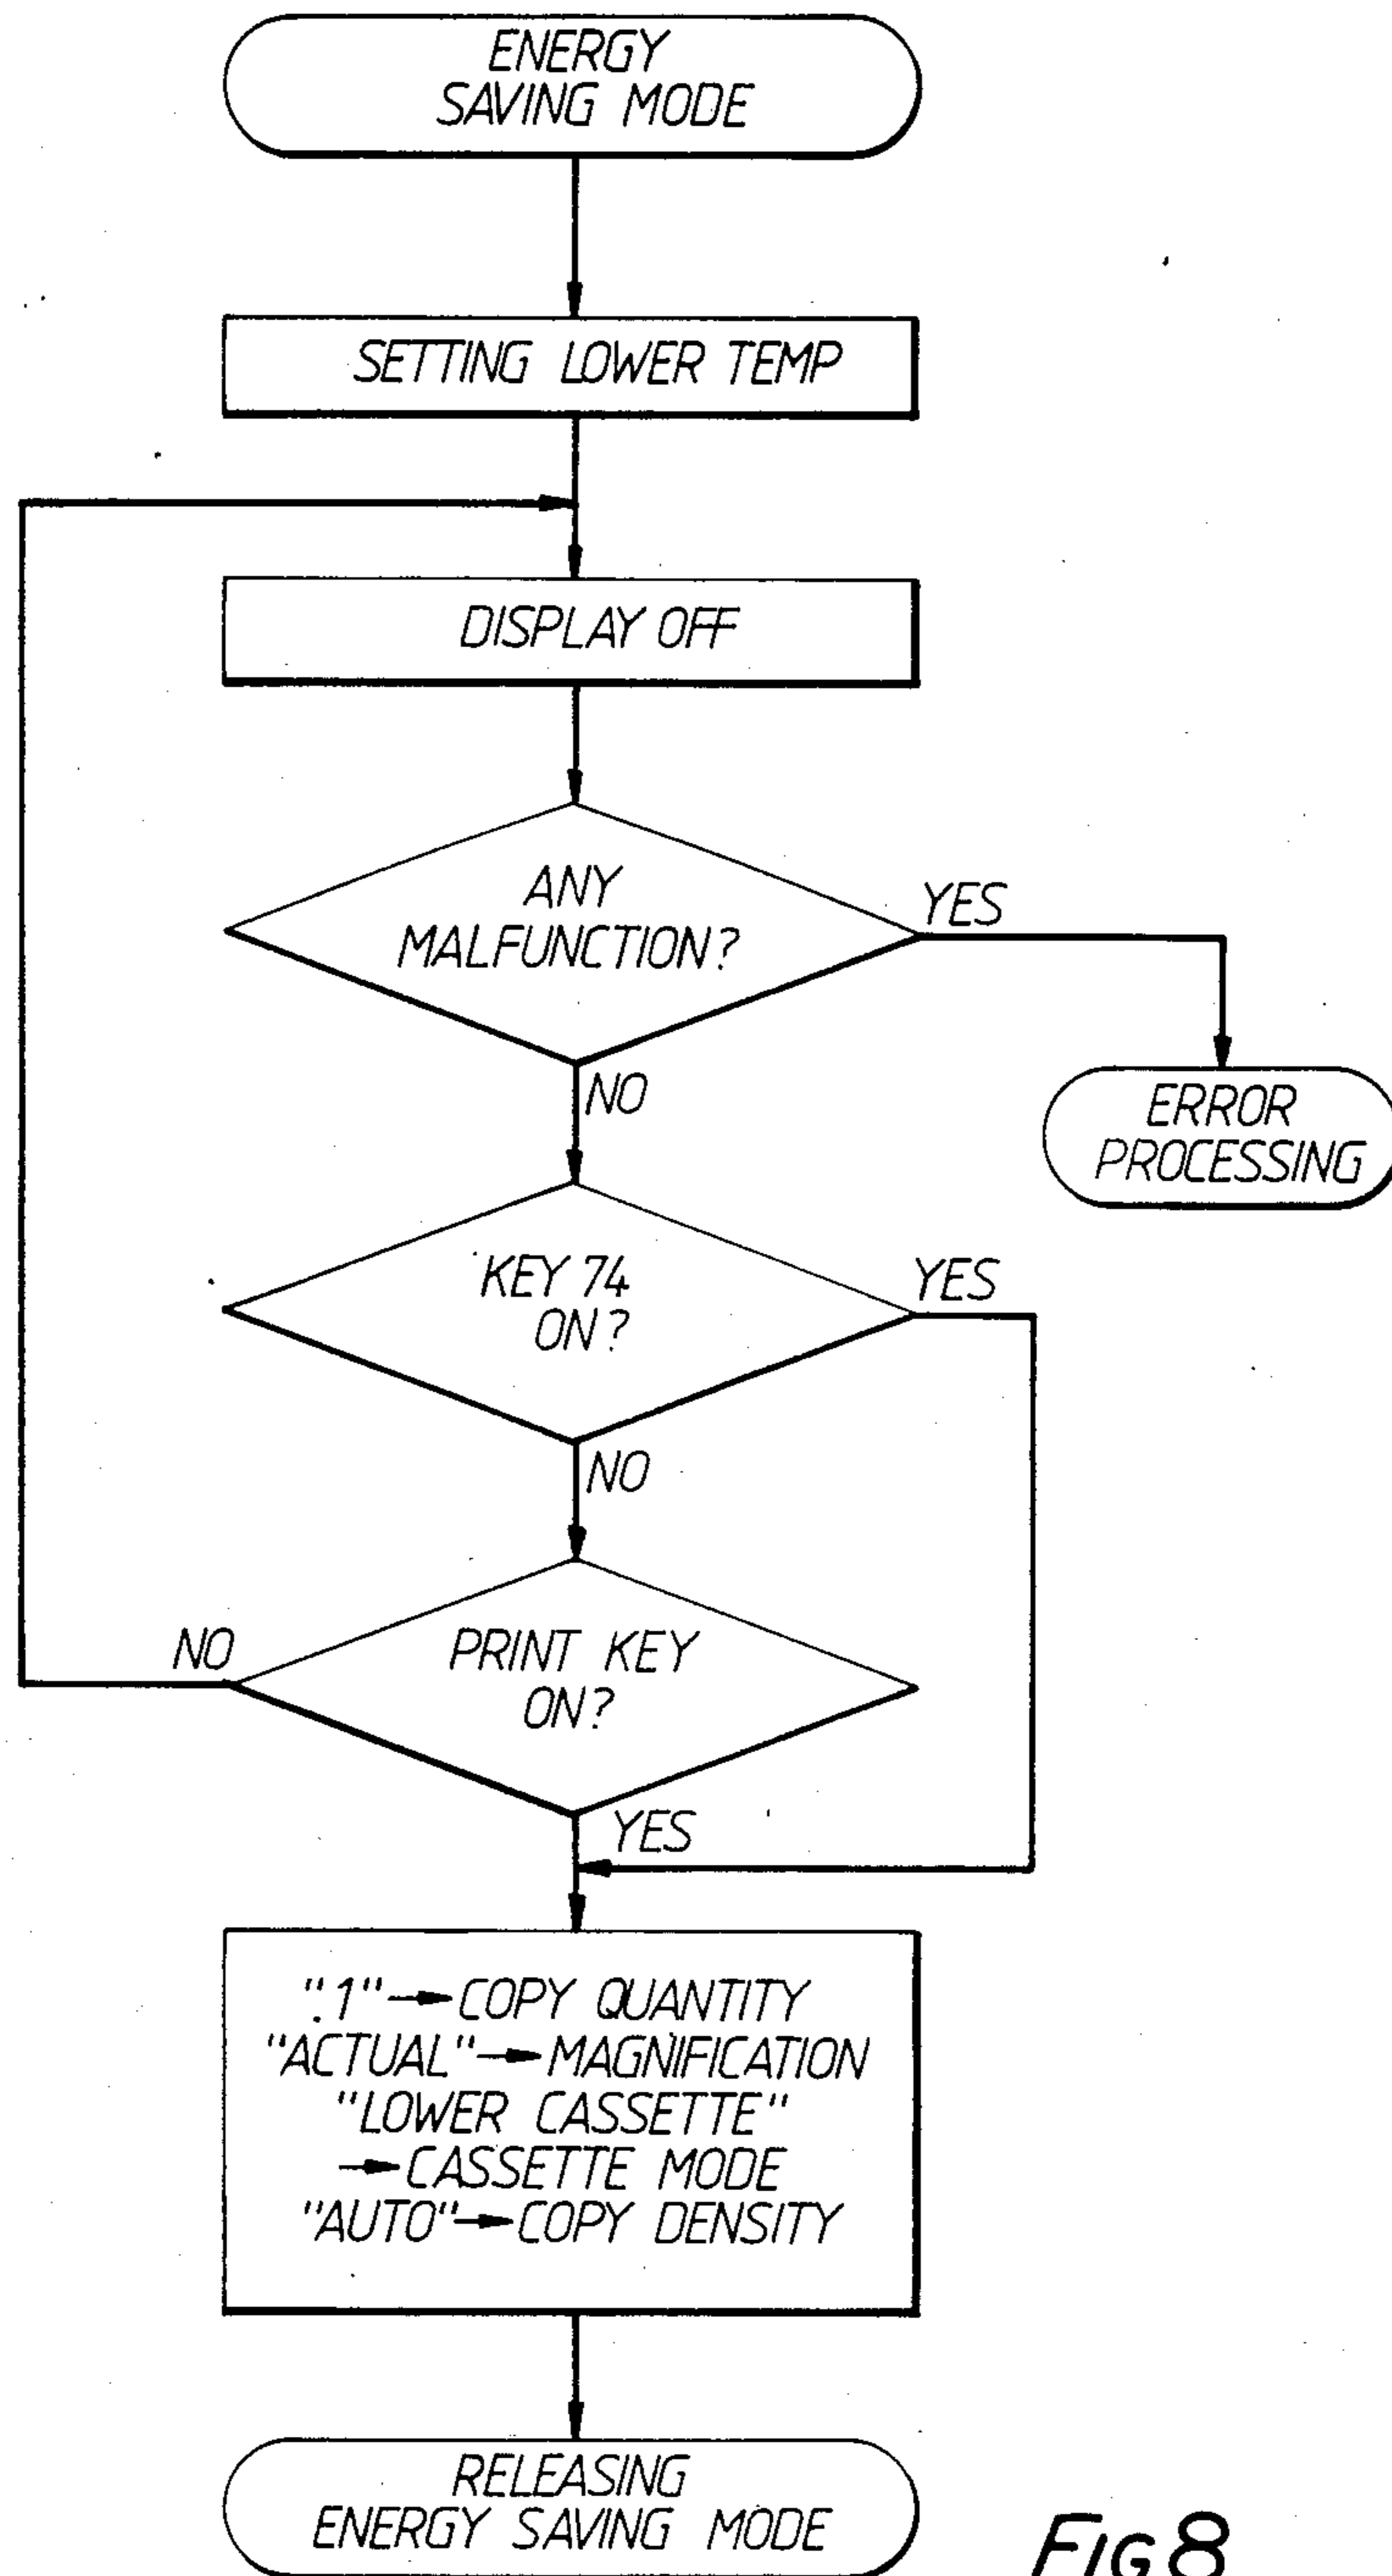 ENERGY
SAVING MODE
SETTING LOWER TEMP
DISPLAY OFF
ANY
MALFUNCTION?
YES
NO
ERROR
PROCESSING
KEY 74
ON?
YES
NO
PRINT KEY
ON?
NO
YES
"1"→COPY QUANTITY
"ACTUAL"→MAGNIFICATION
"LOWER CASSETTE"
→CASSETTE MODE
"AUTO"→COPY DENSITY
RELEASING
ENERGY SAVING MODE
FIG 8